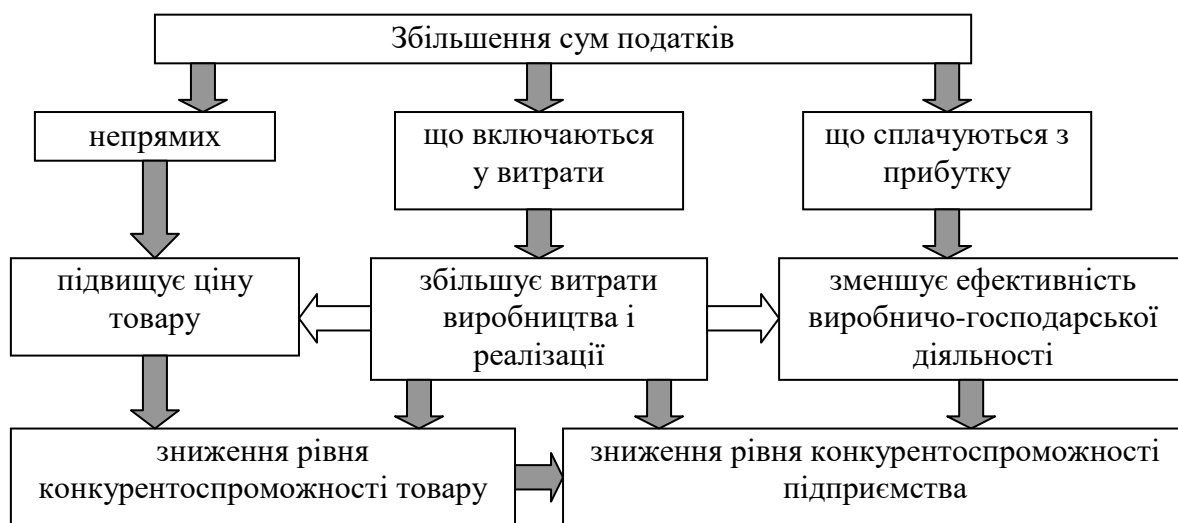 Збільшення сум податків
непрямих
що включаються
у витрати
що сплачуються з
прибутку
підвищує ціну
товару
збільшує витрати
виробництва і
реалізації
зменшує ефективність
виробничо-господарської
діяльності
зниження рівня
конкурентоспроможності товару
зниження рівня конкурентоспроможності
підприємства